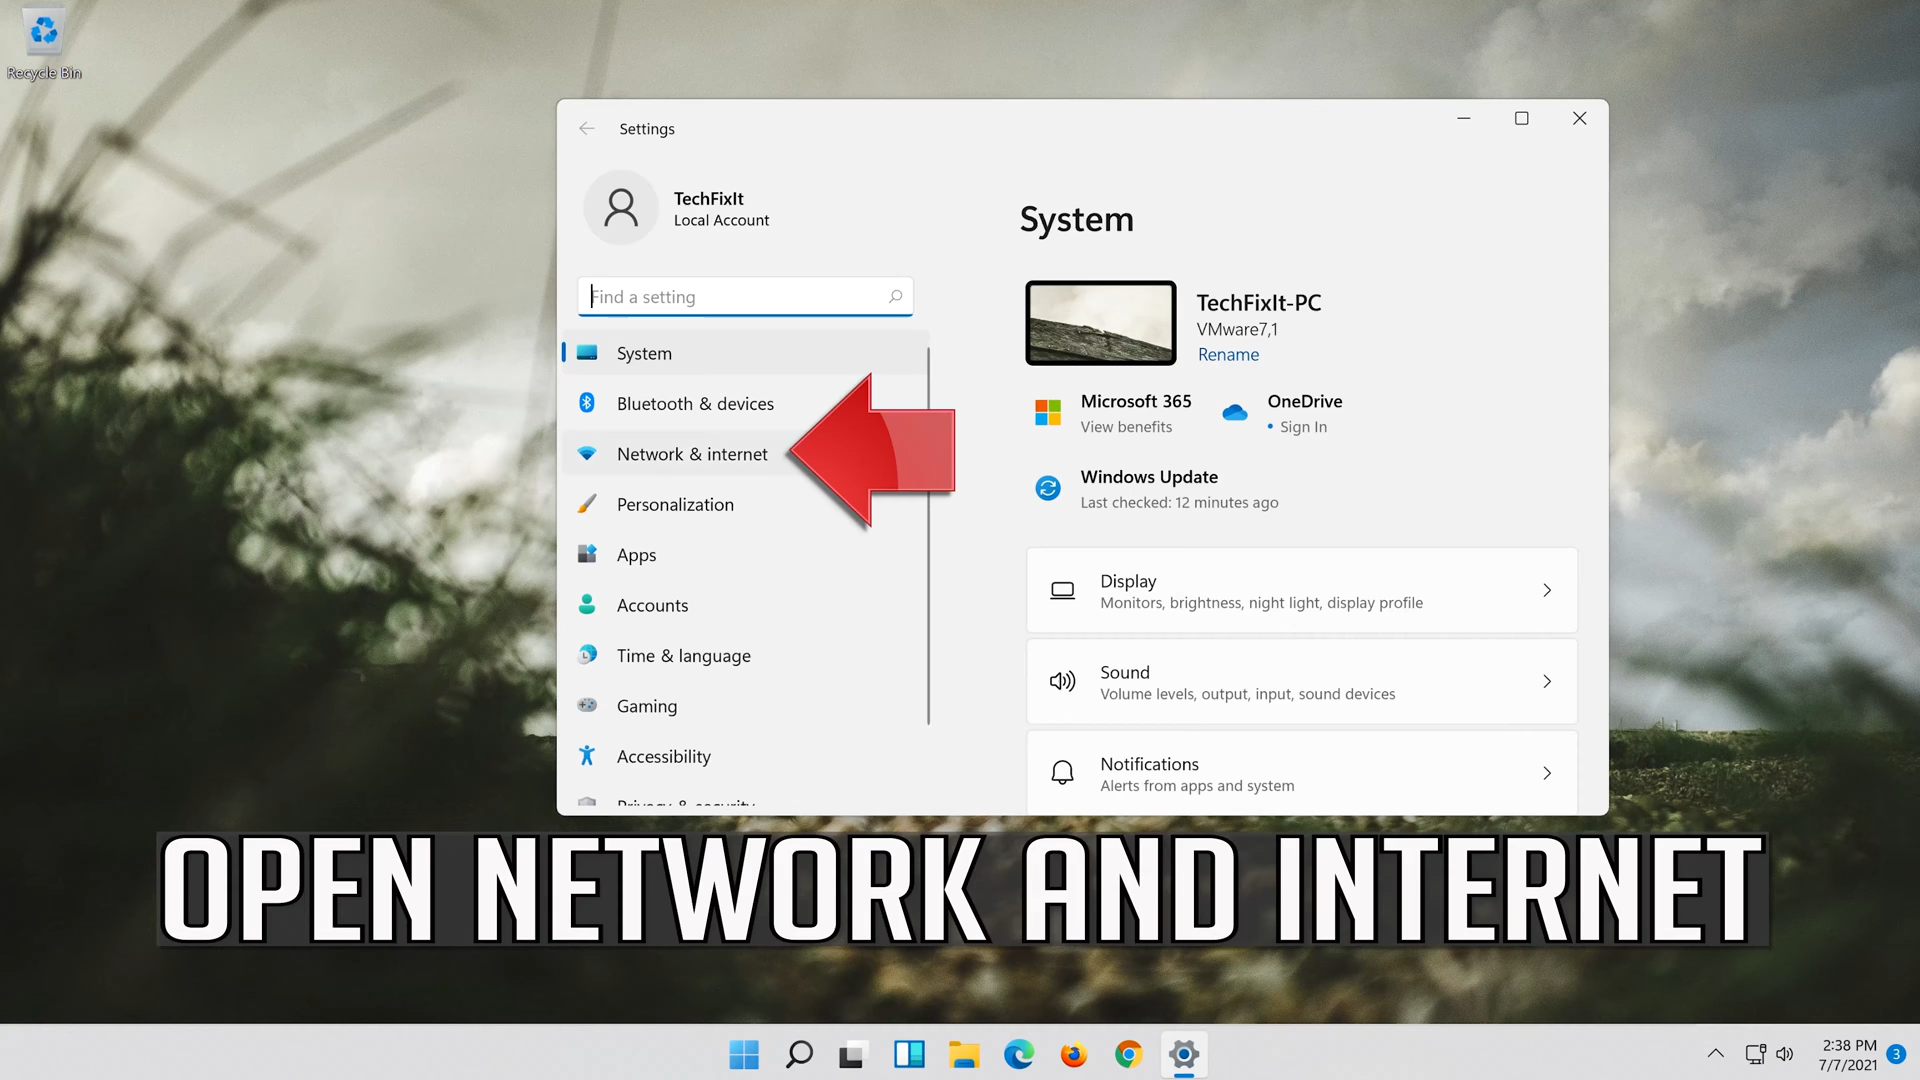 Recycle Bin
Settings
TechFixIt
Local Account
Find a setting
System
Bluetooth & devices
Network & internet
Personalization
Apps
Accounts
Time & language
Gaming
Accessibility
Privacy & security
System
TechFixIt-PC
VMware7,1
Rename
Microsoft 365
View benefits
OneDrive
• Sign In
Windows Update
Last checked: 12 minutes ago
Display
Monitors, brightness, night light, display profile
Sound
Volume levels, output, input, sound devices
Notifications
Alerts from apps and system
OPEN NETWORK AND INTERNET
2:38 PM
7/7/2021
3